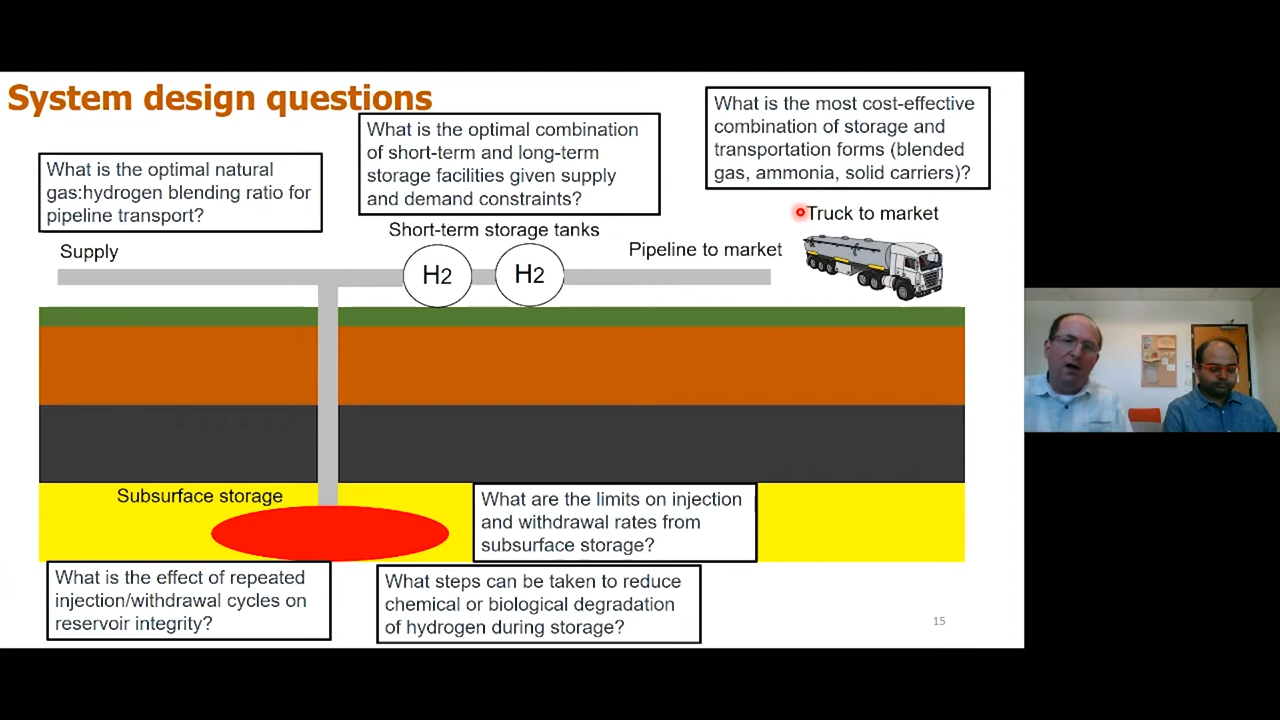 System design questions
What is the optimal natural
gas:hydrogen blending ratio for
pipeline transport?
What is the optimal combination
of short-term and long-term
storage facilities given supply
and demand constraints?
What is the most cost-effective
combination of storage and
transportation forms (blended
gas, ammonia, solid carriers)?
Supply
Short-term storage tanks
H2
H2
Pipeline to market
Truck to market
Subsurface storage
What are the limits on injection
and withdrawal rates from
subsurface storage?
What is the effect of repeated
injection/withdrawal cycles on
reservoir integrity?
What steps can be taken to reduce
chemical or biological degradation
of hydrogen during storage?
15